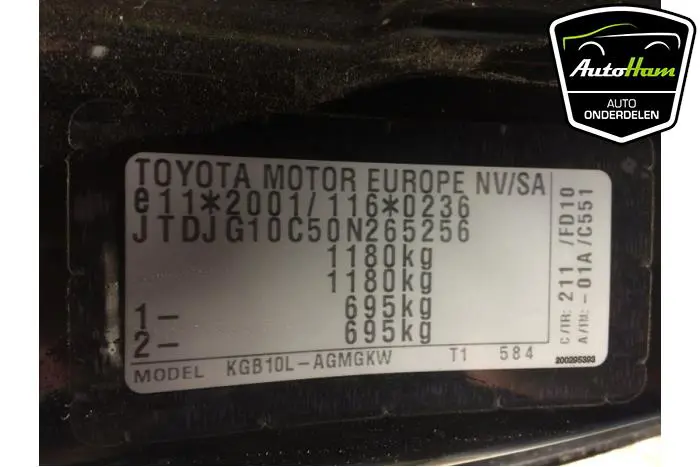 AutoHam
AUTO
ONDERDELEN
TOYOTA MOTOR EUROPE NV/SA
e11*2001/116*0236
JTDJG10C50N265256
1180kg
1180kg
1- 695kg
2- 695kg
MODEL KGB10L-AGMGKW T1 584
C/TR: 211 /FD10
A/TM: -01A /C551
200295393